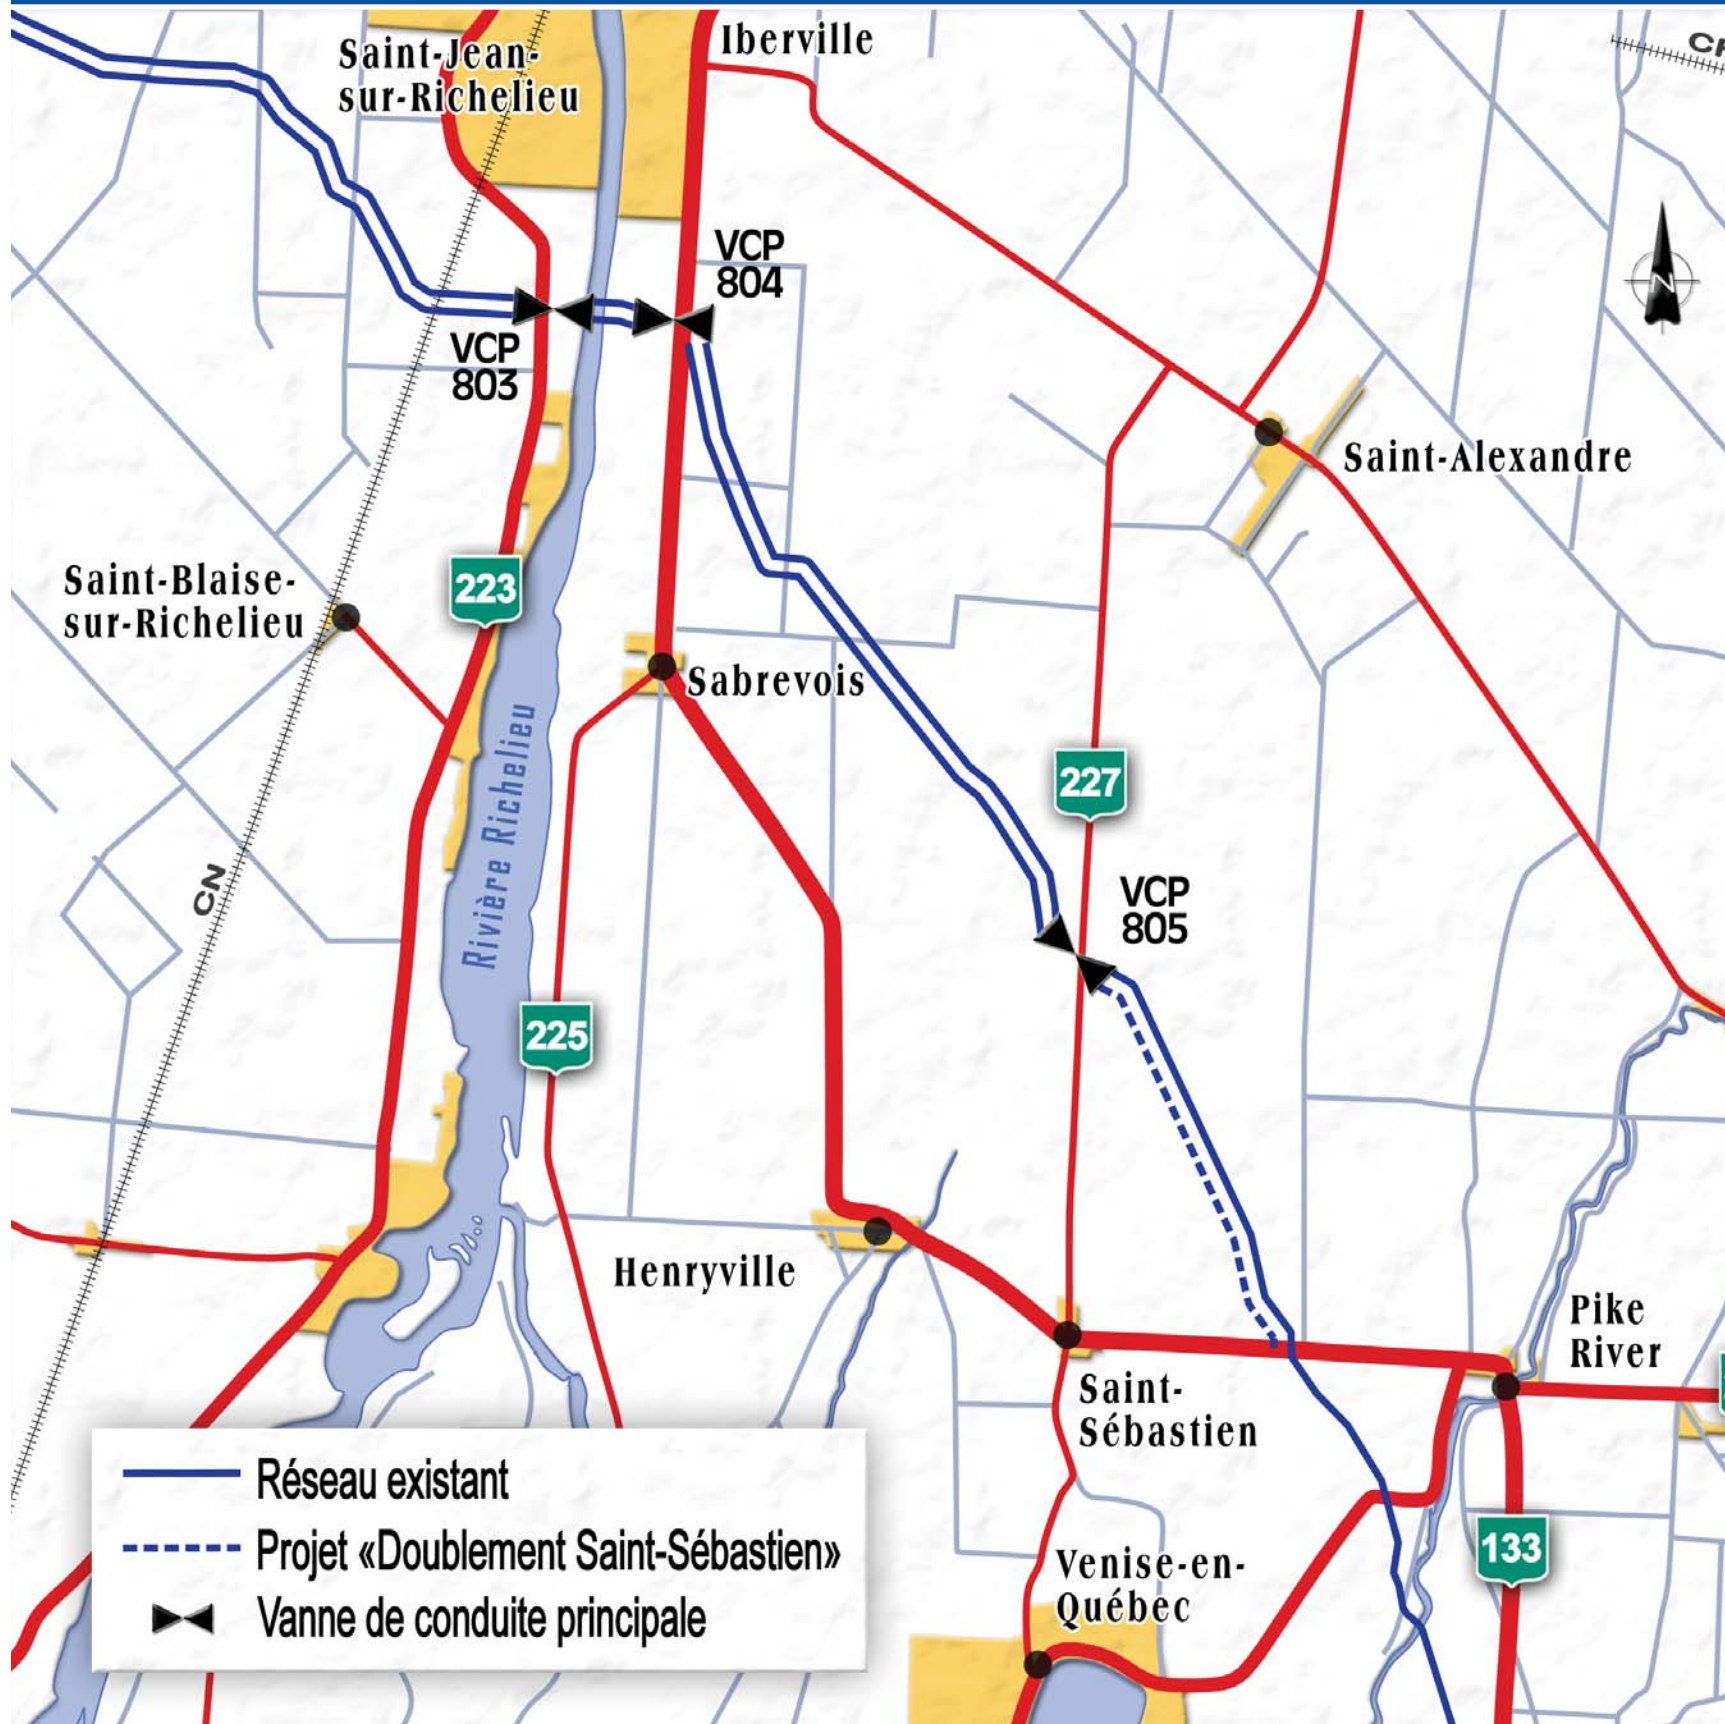 Saint-Jean-
sur-Richelieu
Iberville
VCP
804
VCP
803
Saint-Alexandre
223
Saint-Blaise-
sur-Richelieu
Sabrevois
Rivière Richelieu
227
CN
VCP
805
225
Henryville
Pike
River
Saint-
Sébastien
133
Venise-en-
Québec
Réseau existant
Projet «Doublement Saint-Sébastien»
Vanne de conduite principale
N